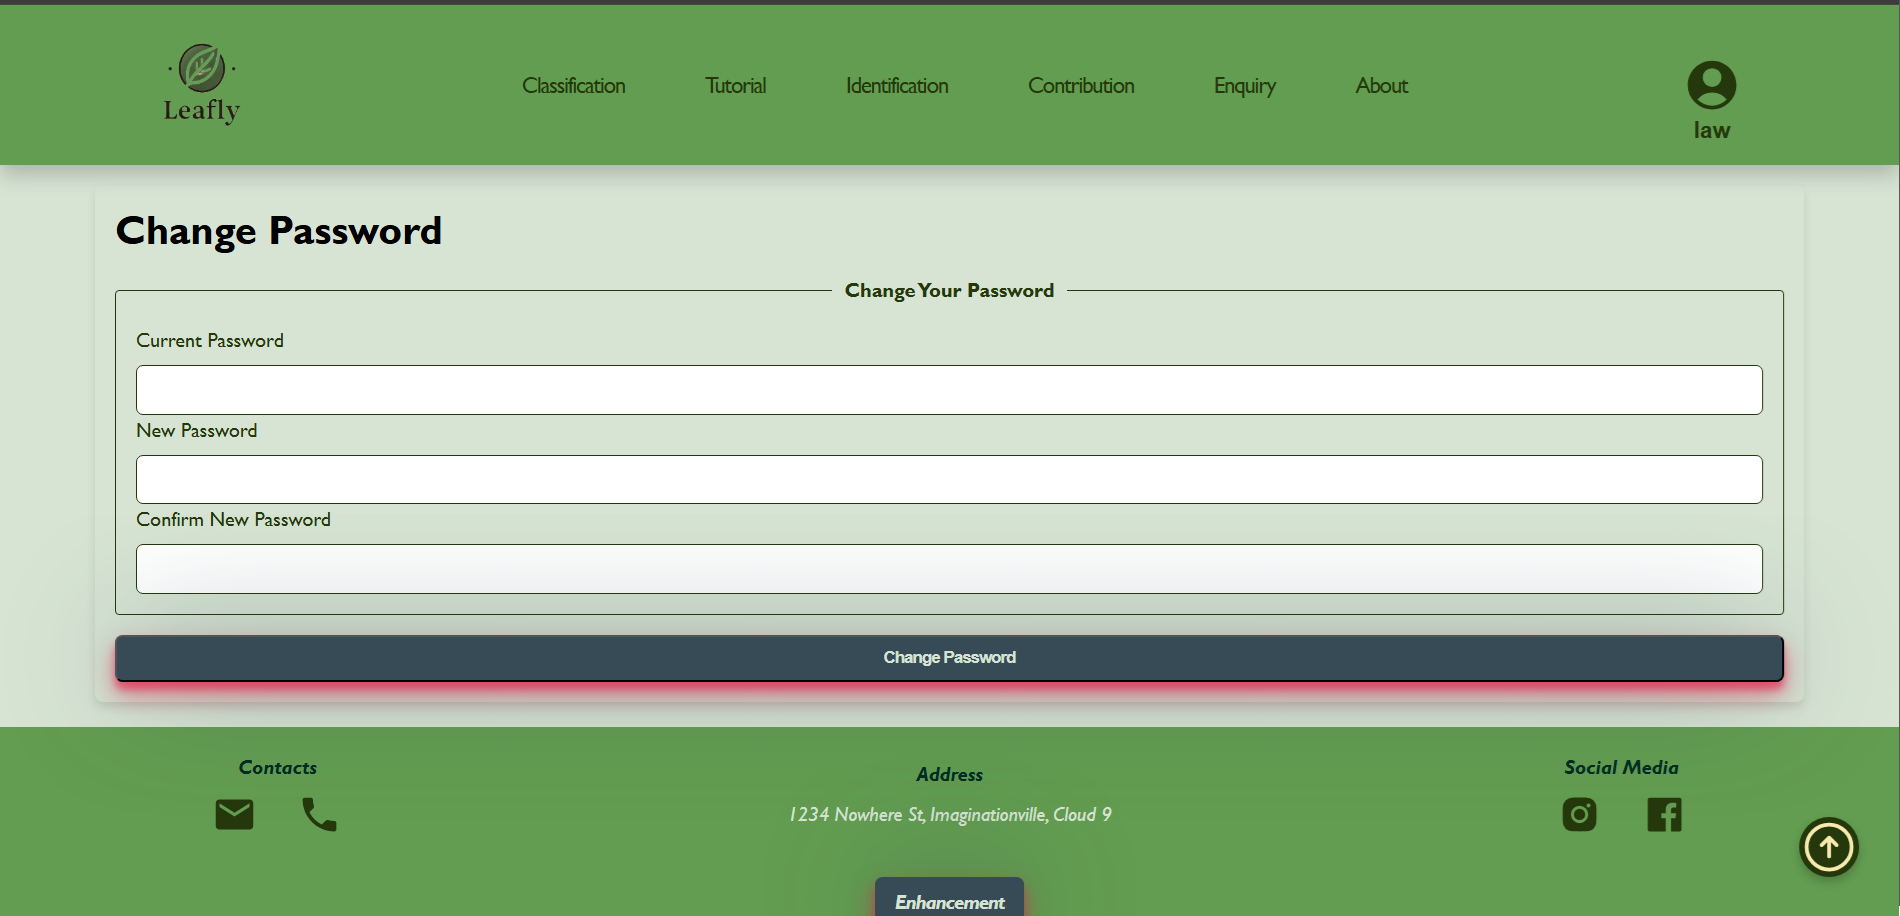 Leafly
Classification
Tutorial
Identification
Contribution
Enquiry
About
law
Change Password
Change Your Password
Current Password
New Password
Confirm New Password
Change Password
Contacts
Address
1234 Nowhere St, Imaginationville, Cloud 9
Social Media
Enhancement